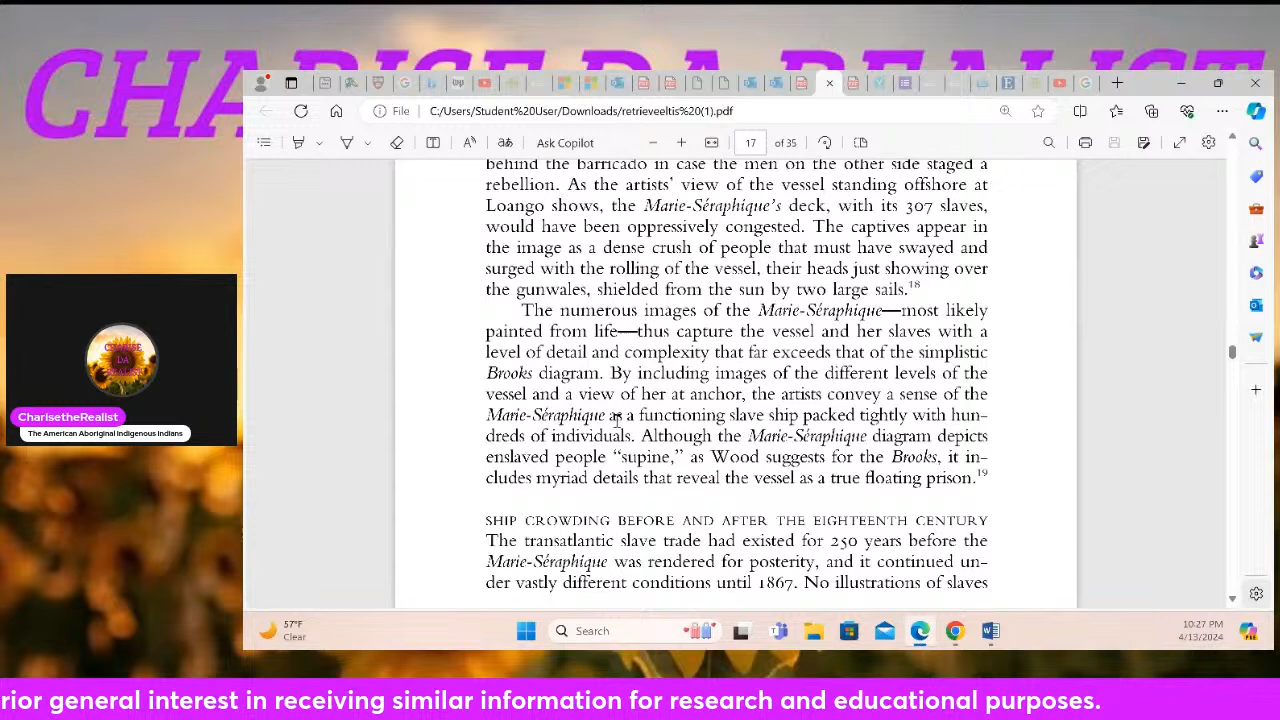 CHARISE DA REALIST
File
C:/Users/Student%20User/Downloads/retrieveeltis%20(1).pdf
Ask Copilot
17
of 35
behind the barricado in case the men on the other side staged a
rebellion. As the artists' view of the vessel standing offshore at
Loango shows, the Marie-Séraphique's deck, with its 307 slaves,
would have been oppressively congested. The captives appear in
the image as a dense crush of people that must have swayed and
surged with the rolling of the vessel, their heads just showing over
the gunwales, shielded from the sun by two large sails.18
The numerous images of the Marie-Séraphique—most likely
painted from life—thus capture the vessel and her slaves with a
level of detail and complexity that far exceeds that of the simplistic
Brooks diagram. By including images of the different levels of the
vessel and a view of her at anchor, the artists convey a sense of the
Marie-Séraphique as a functioning slave ship packed tightly with hun-
dreds of individuals. Although the Marie-Séraphique diagram depicts
enslaved people "supine," as Wood suggests for the Brooks, it in-
cludes myriad details that reveal the vessel as a true floating prison.19
SHIP CROWDING BEFORE AND AFTER THE EIGHTEENTH CENTURY
The transatlantic slave trade had existed for 250 years before the
Marie-Séraphique was rendered for posterity, and it continued un-
der vastly different conditions until 1867. No illustrations of slaves
CHARISE
DA
REALIST
CharisetheRealist
The American Aboriginal Indigenous Indians
57°F
Clear
Search
10:27 PM
4/13/2024
rior general interest in receiving similar information for research and educational purposes.